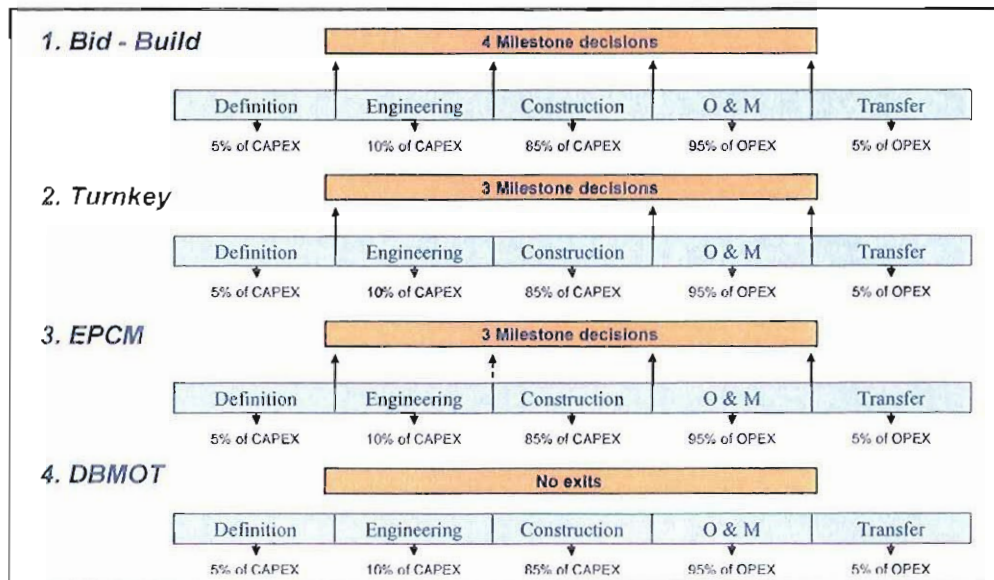 1. Bid - Build
4 Milestone decisions
Definition Engineering Construction O & M Transfer
5% of CAPEX 10% of CAPEX 85% of CAPEX 95% of OPEX 5% of OPEX
2. Turnkey
3 Milestone decisions
Definition Engineering Construction O & M Transfer
5% of CAPEX 10% of CAPEX 85% of CAPEX 95% of OPEX 5% of OPEX
3. EPCM
3 Milestone decisions
Definition Engineering Construction O & M Transfer
5% of CAPEX 10% of CAPEX 85% of CAPEX 95% of OPEX 5% of OPEX
4. DBMOT
No exits
Definition Engineering Construction O & M Transfer
5% of CAPEX 10% of CAPEX 85% of CAPEX 95% of OPEX 5% of OPEX